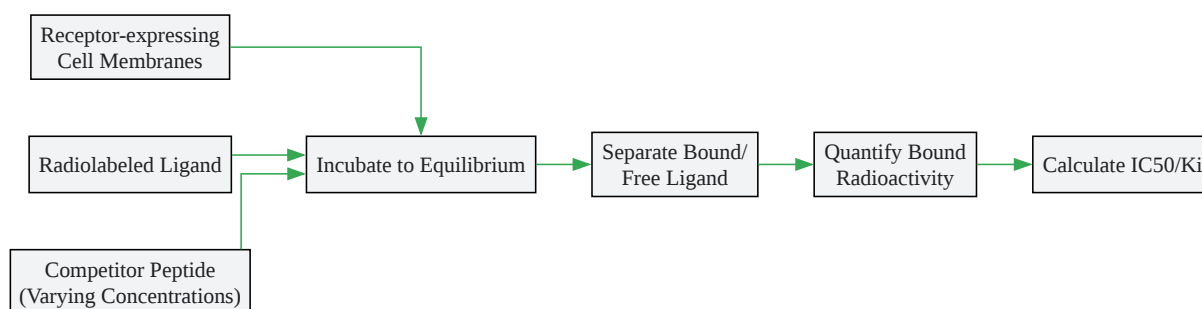 Receptor-expressing
Cell Membranes
Radiolabeled Ligand
Competitor Peptide
(Varying Concentrations)
Incubate to Equilibrium
Separate Bound/
Free Ligand
Quantify Bound
Radioactivity
Calculate IC50/Ki